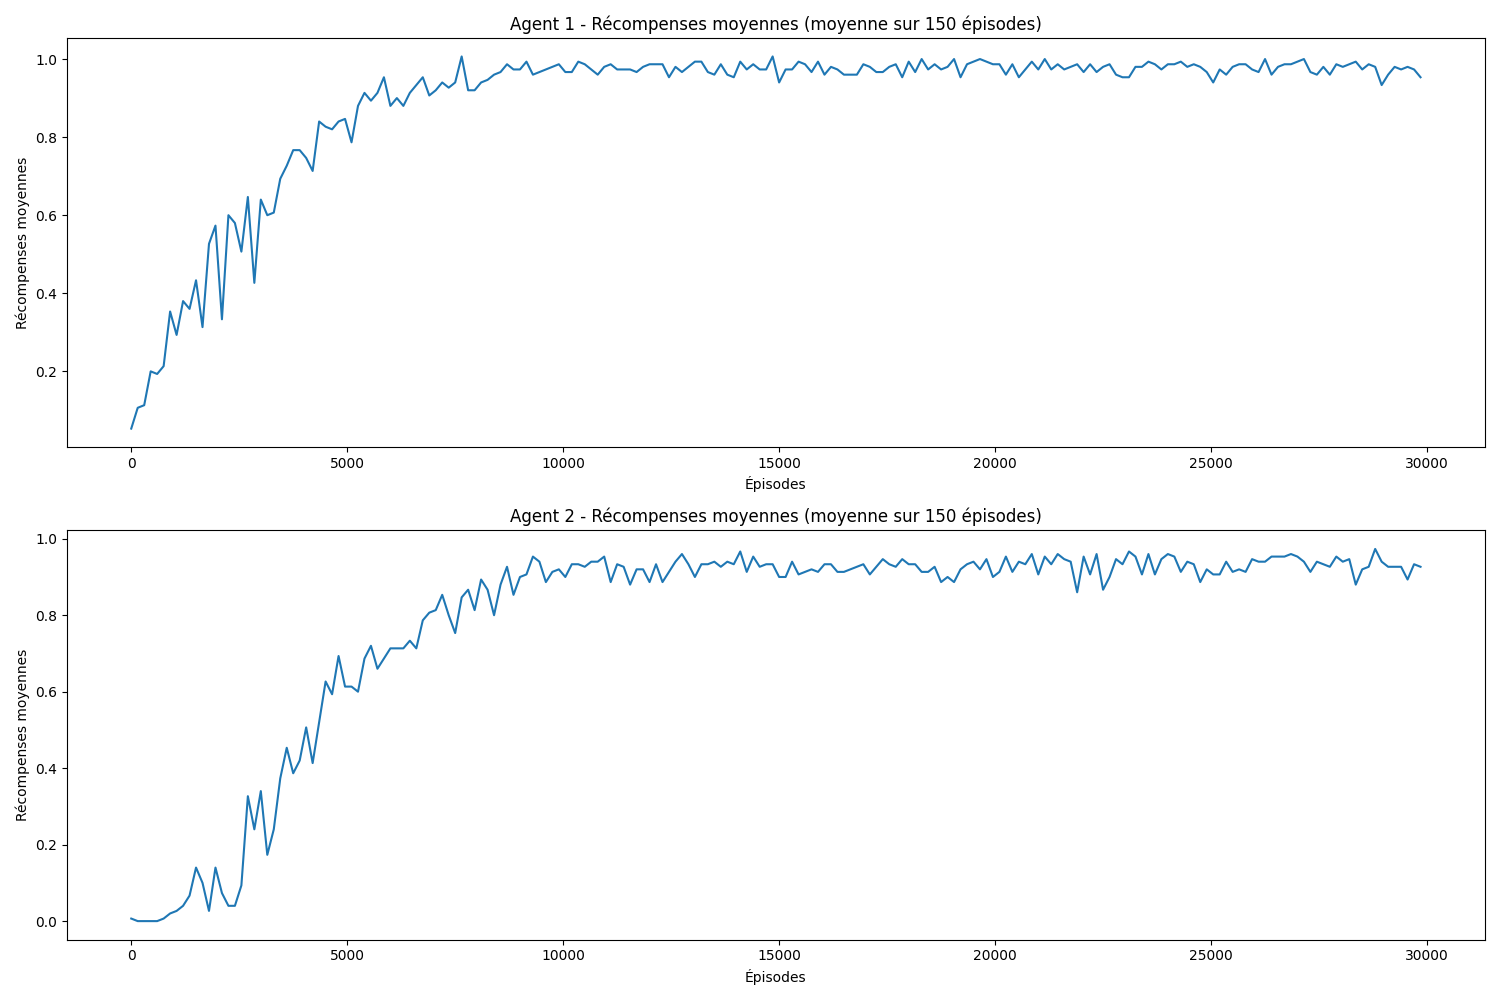 Agent 1 - Récompenses moyennes (moyenne sur 150 épisodes)
Récompenses moyennes
1.0
0.8
0.6
0.4
0.2
0 5000 10000 15000 20000 25000 30000
Épisodes
Agent 2 - Récompenses moyennes (moyenne sur 150 épisodes)
Récompenses moyennes
1.0
0.8
0.6
0.4
0.2
0.0
0 5000 10000 15000 20000 25000 30000
Épisodes